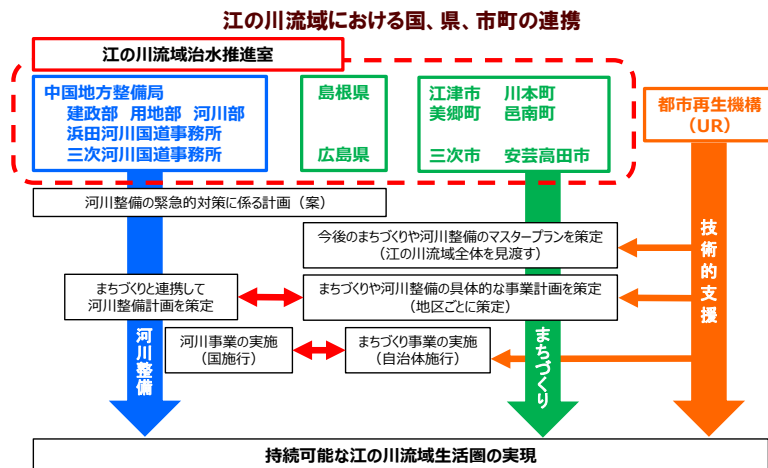 江の川流域における国、県、市町の連携
江の川流域治水推進室
中国地方整備局
建政部 用地部 河川部
浜田河川国道事務所
三次河川国道事務所
島根県
広島県
江津市 川本町
美郷町 邑南町
三次市 安芸高田市
都市再生機構
（UR）
河川整備の緊急的対策に係る計画（案）
今後のまちづくりや河川整備のマスタープランを策定
（江の川流域全体を見渡す）
まちづくりと連携して
河川整備計画を策定
まちづくりや河川整備の具体的な事業計画を策定
（地区ごとに策定）
河川事業の実施
（国施行）
まちづくり事業の実施
（自治体施行）
河川整備
まちづくり
技術的支援
持続可能な江の川流域生活圏の実現